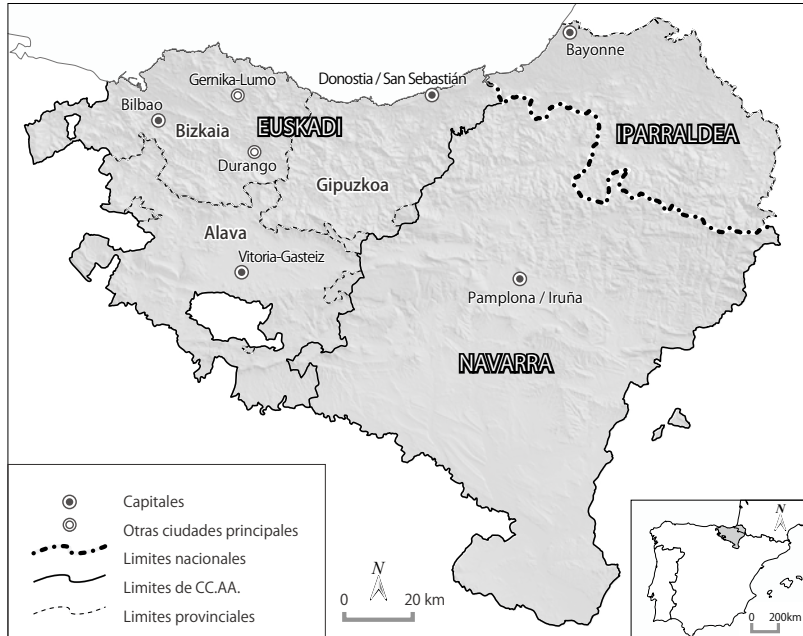 Bayonne
Gernika-Lumo
Donostia / San Sebastián
Bilbao
Bizkaia
EUSKADI
IPARRALDEA
Durango
Gipuzkoa
Alava
Vitoria-Gasteiz
Pamplona / Iruña
NAVARRA
Capitales
Otras ciudades principales
Limites nacionales
Limites de CC.AA.
Limites provinciales
N
0 20 km
N
0 200km